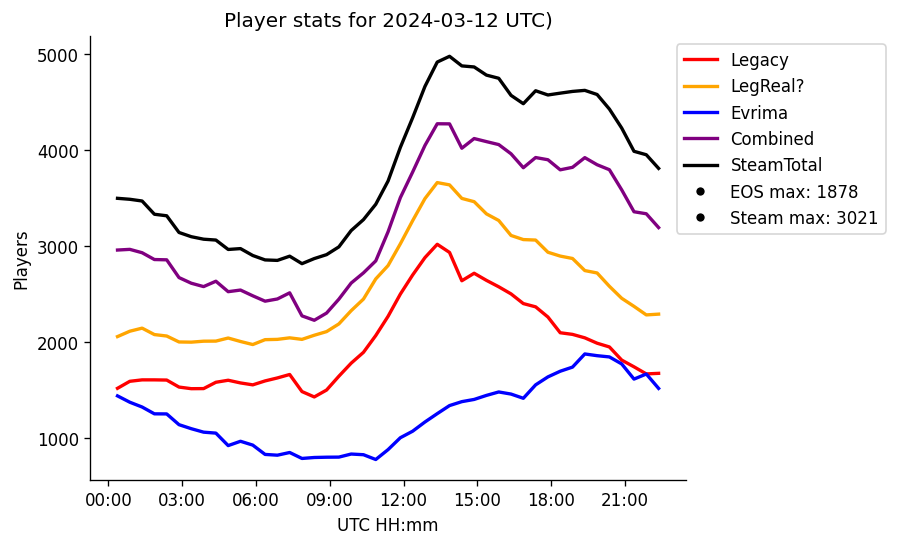 Player stats for 2024-03-12 UTC)
Players
5000
4000
3000
2000
1000
00:00 03:00 06:00 09:00 12:00 15:00 18:00 21:00
UTC HH:mm
Legacy
LegReal?
Evrima
Combined
SteamTotal
EOS max: 1878
Steam max: 3021